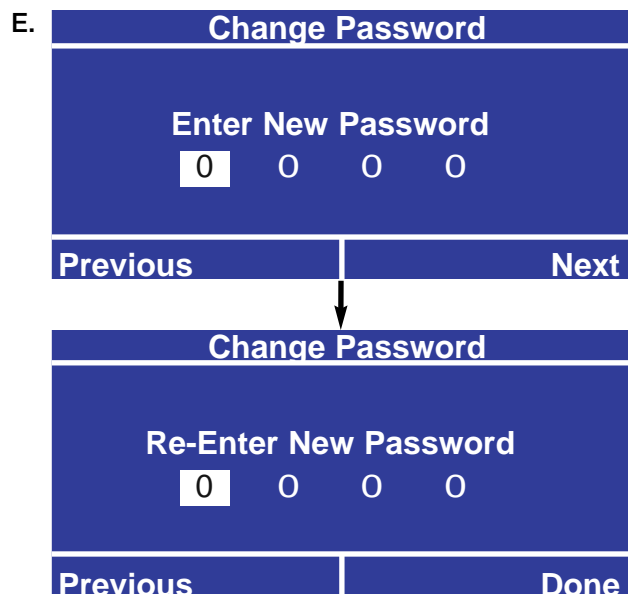 E.
Change Password
Enter New Password
0 0 0 0
Previous Next
Change Password
Re-Enter New Password
0 0 0 0
Previous Done